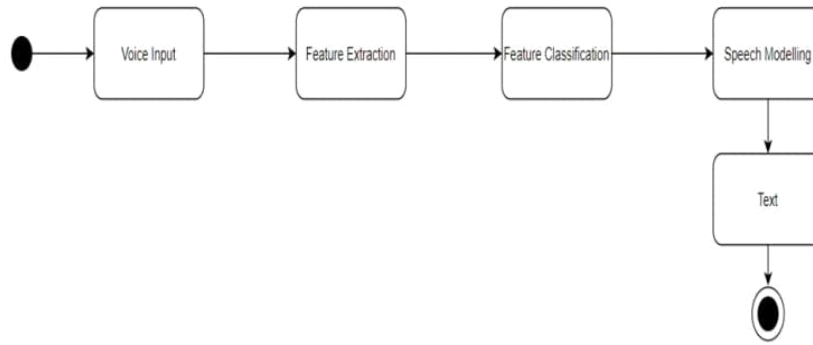 Voice Input
Feature Extraction
Feature Classification
Speech Modelling
Text